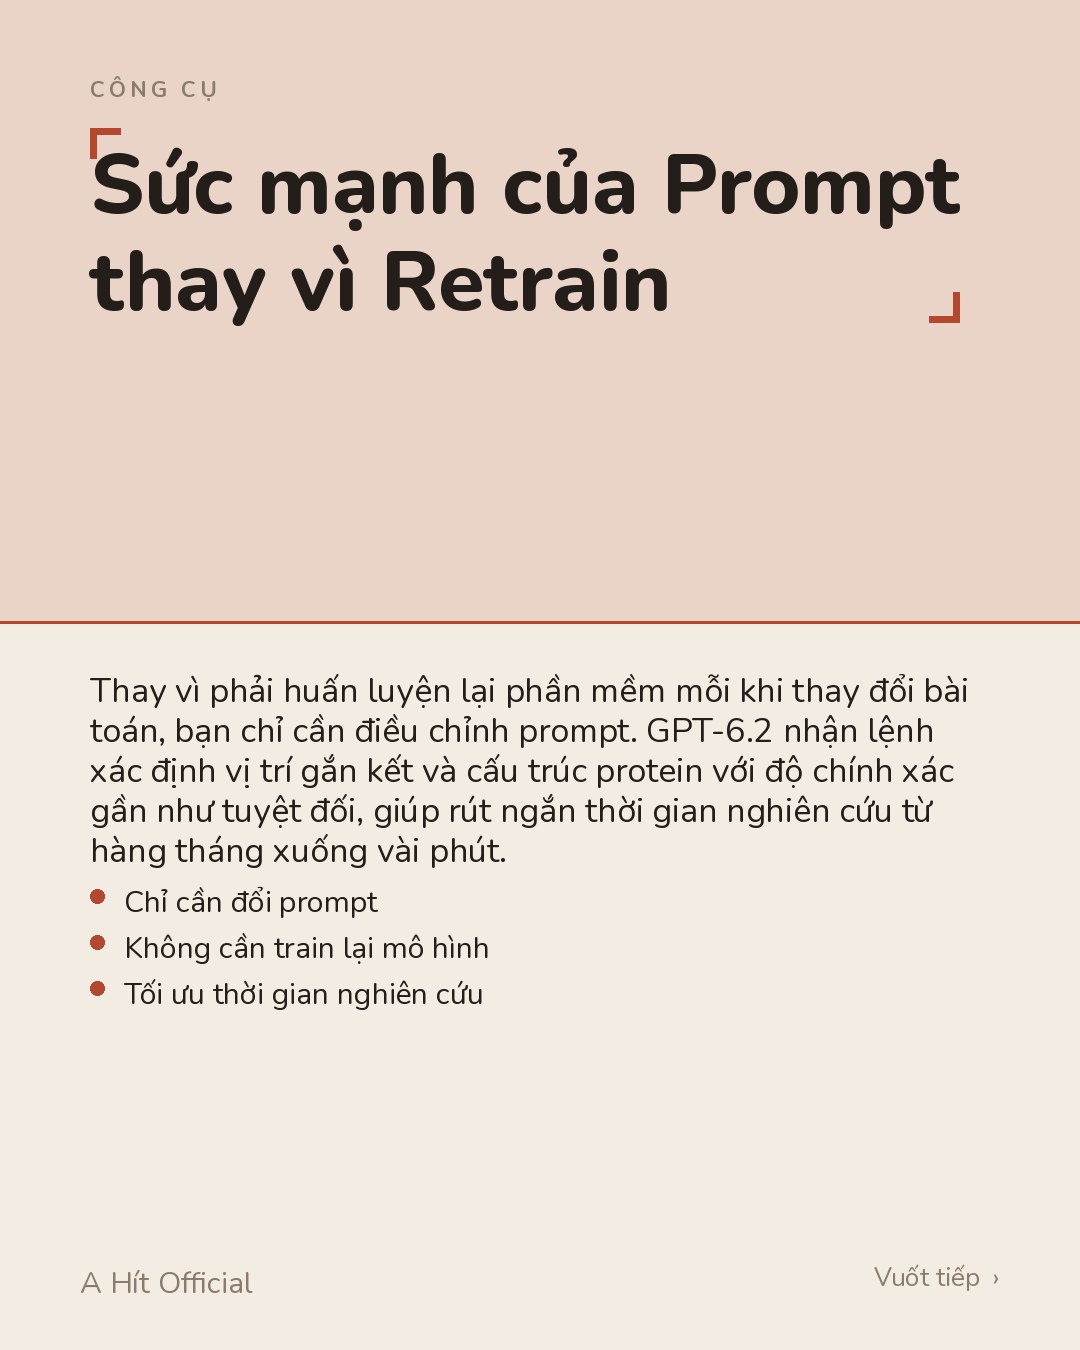 CÔNG CỤ
Sức mạnh của Prompt
thay vì Retrain
Thay vì phải huấn luyện lại phần mềm mỗi khi thay đổi bài
toán, bạn chỉ cần điều chỉnh prompt. GPT-6.2 nhận lệnh
xác định vị trí gắn kết và cấu trúc protein với độ chính xác
gần như tuyệt đối, giúp rút ngắn thời gian nghiên cứu từ
hàng tháng xuống vài phút.
Chỉ cần đổi prompt
Không cần train lại mô hình
Tối ưu thời gian nghiên cứu
A Hít Official
Vuốt tiếp ›